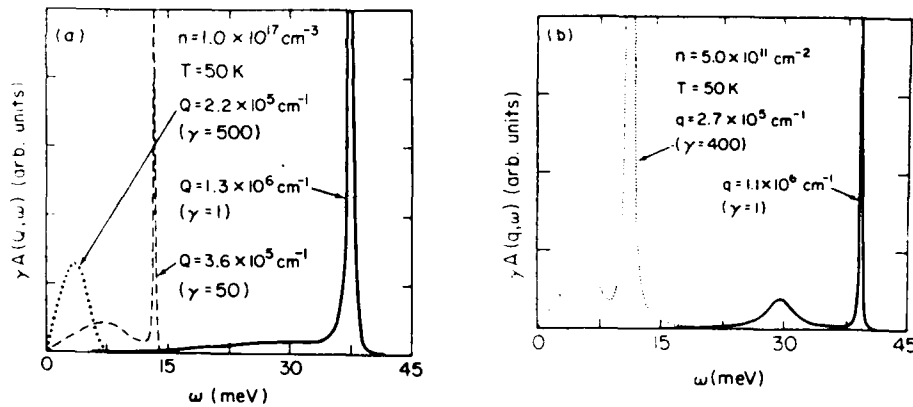 (a)
n=1.0 × 10¹⁷ cm⁻³
T=50 K
Q=2.2×10⁵ cm⁻¹
(γ=500)
Q=1.3×10⁶ cm⁻¹
(γ=1)
Q=3.6×10⁵ cm⁻¹
(γ=50)
γA(Q,ω) (arb. units)
0 15 30 45
ω (meV)
(b)
n=5.0×10¹¹ cm⁻²
T=50 K
q=2.7×10⁵ cm⁻¹
(γ=400)
q=1.1×10⁶ cm⁻¹
(γ=1)
γA(q,ω) (arb. units)
0 15 30 45
ω(meV)